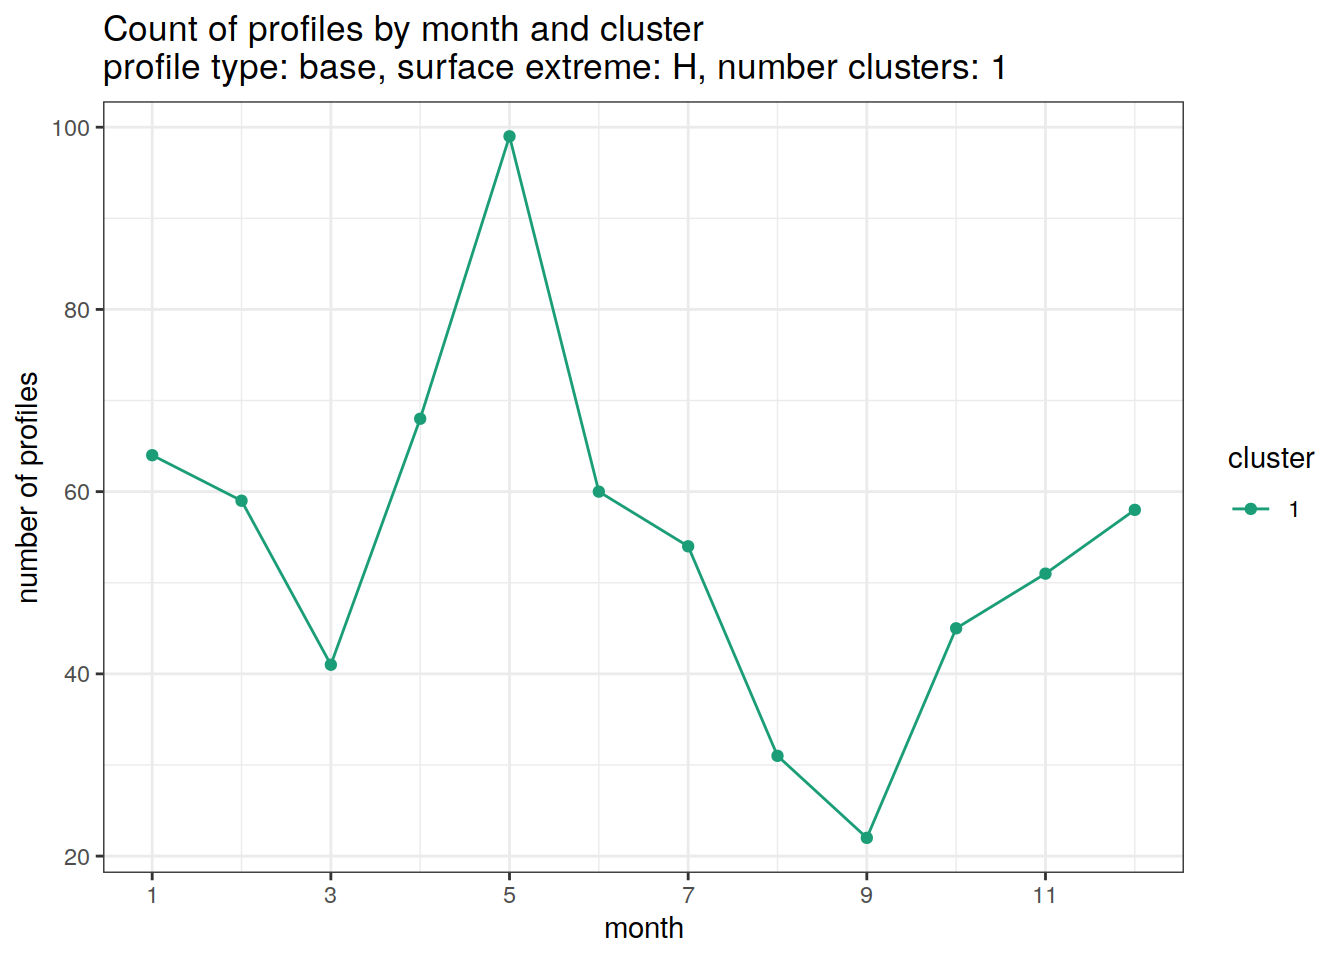 Count of profiles by month and cluster
profile type: base, surface extreme: H, number clusters: 1
100
80
60
40
20
number of profiles
1 3 5 7 9 11
month
cluster
1